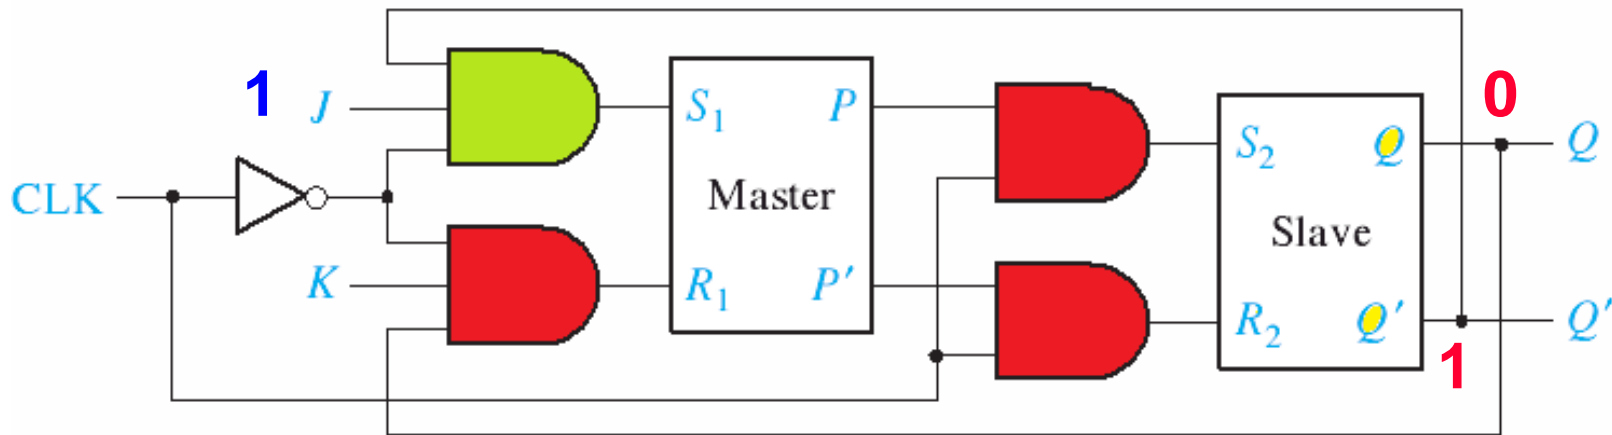 1 J
CLK
K
S₁ P
Master
R₁ P′
S₂ Q
Slave
R₂ Q′
0
Q
1
Q′